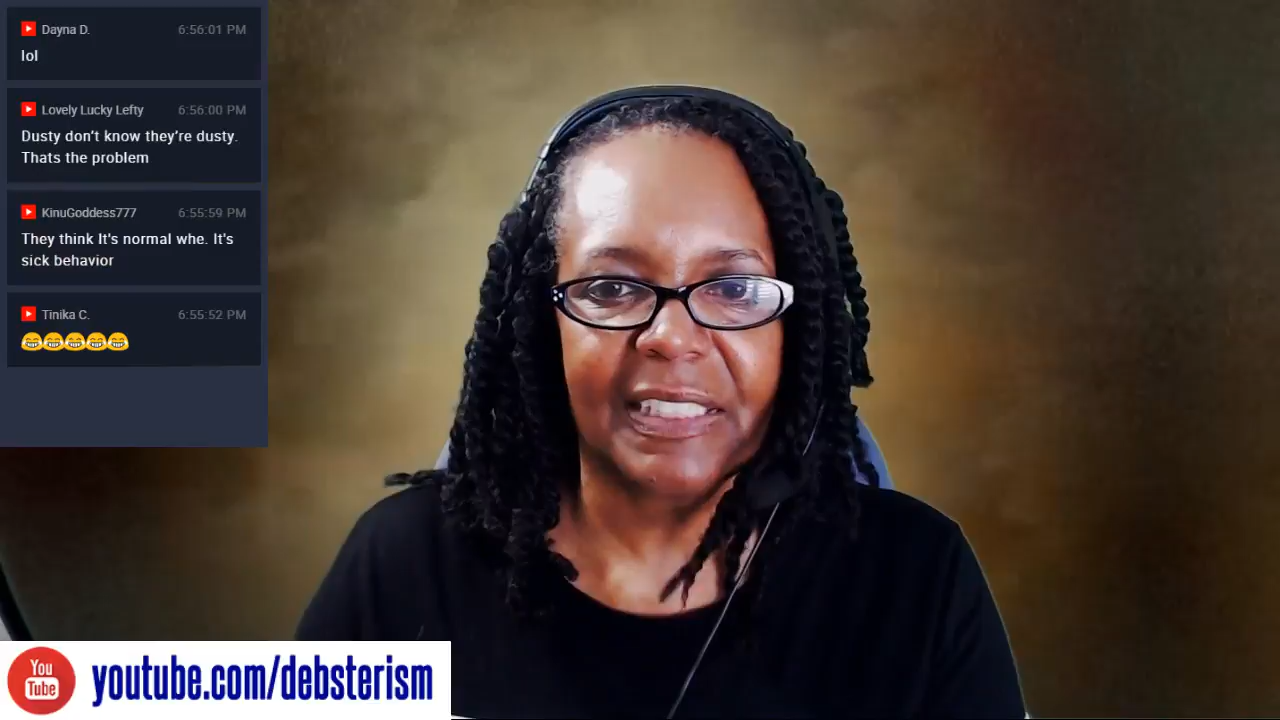 Dayna D. 6:56:01 PM
lol
Lovely Lucky Lefty 6:56:00 PM
Dusty don't know they're dusty.
Thats the problem
KinuGoddess777 6:55:59 PM
They think It's normal whe. It's
sick behavior
Tinika C. 6:55:52 PM
😂😂😂😂😂
You
Tube
youtube.com/debsterism